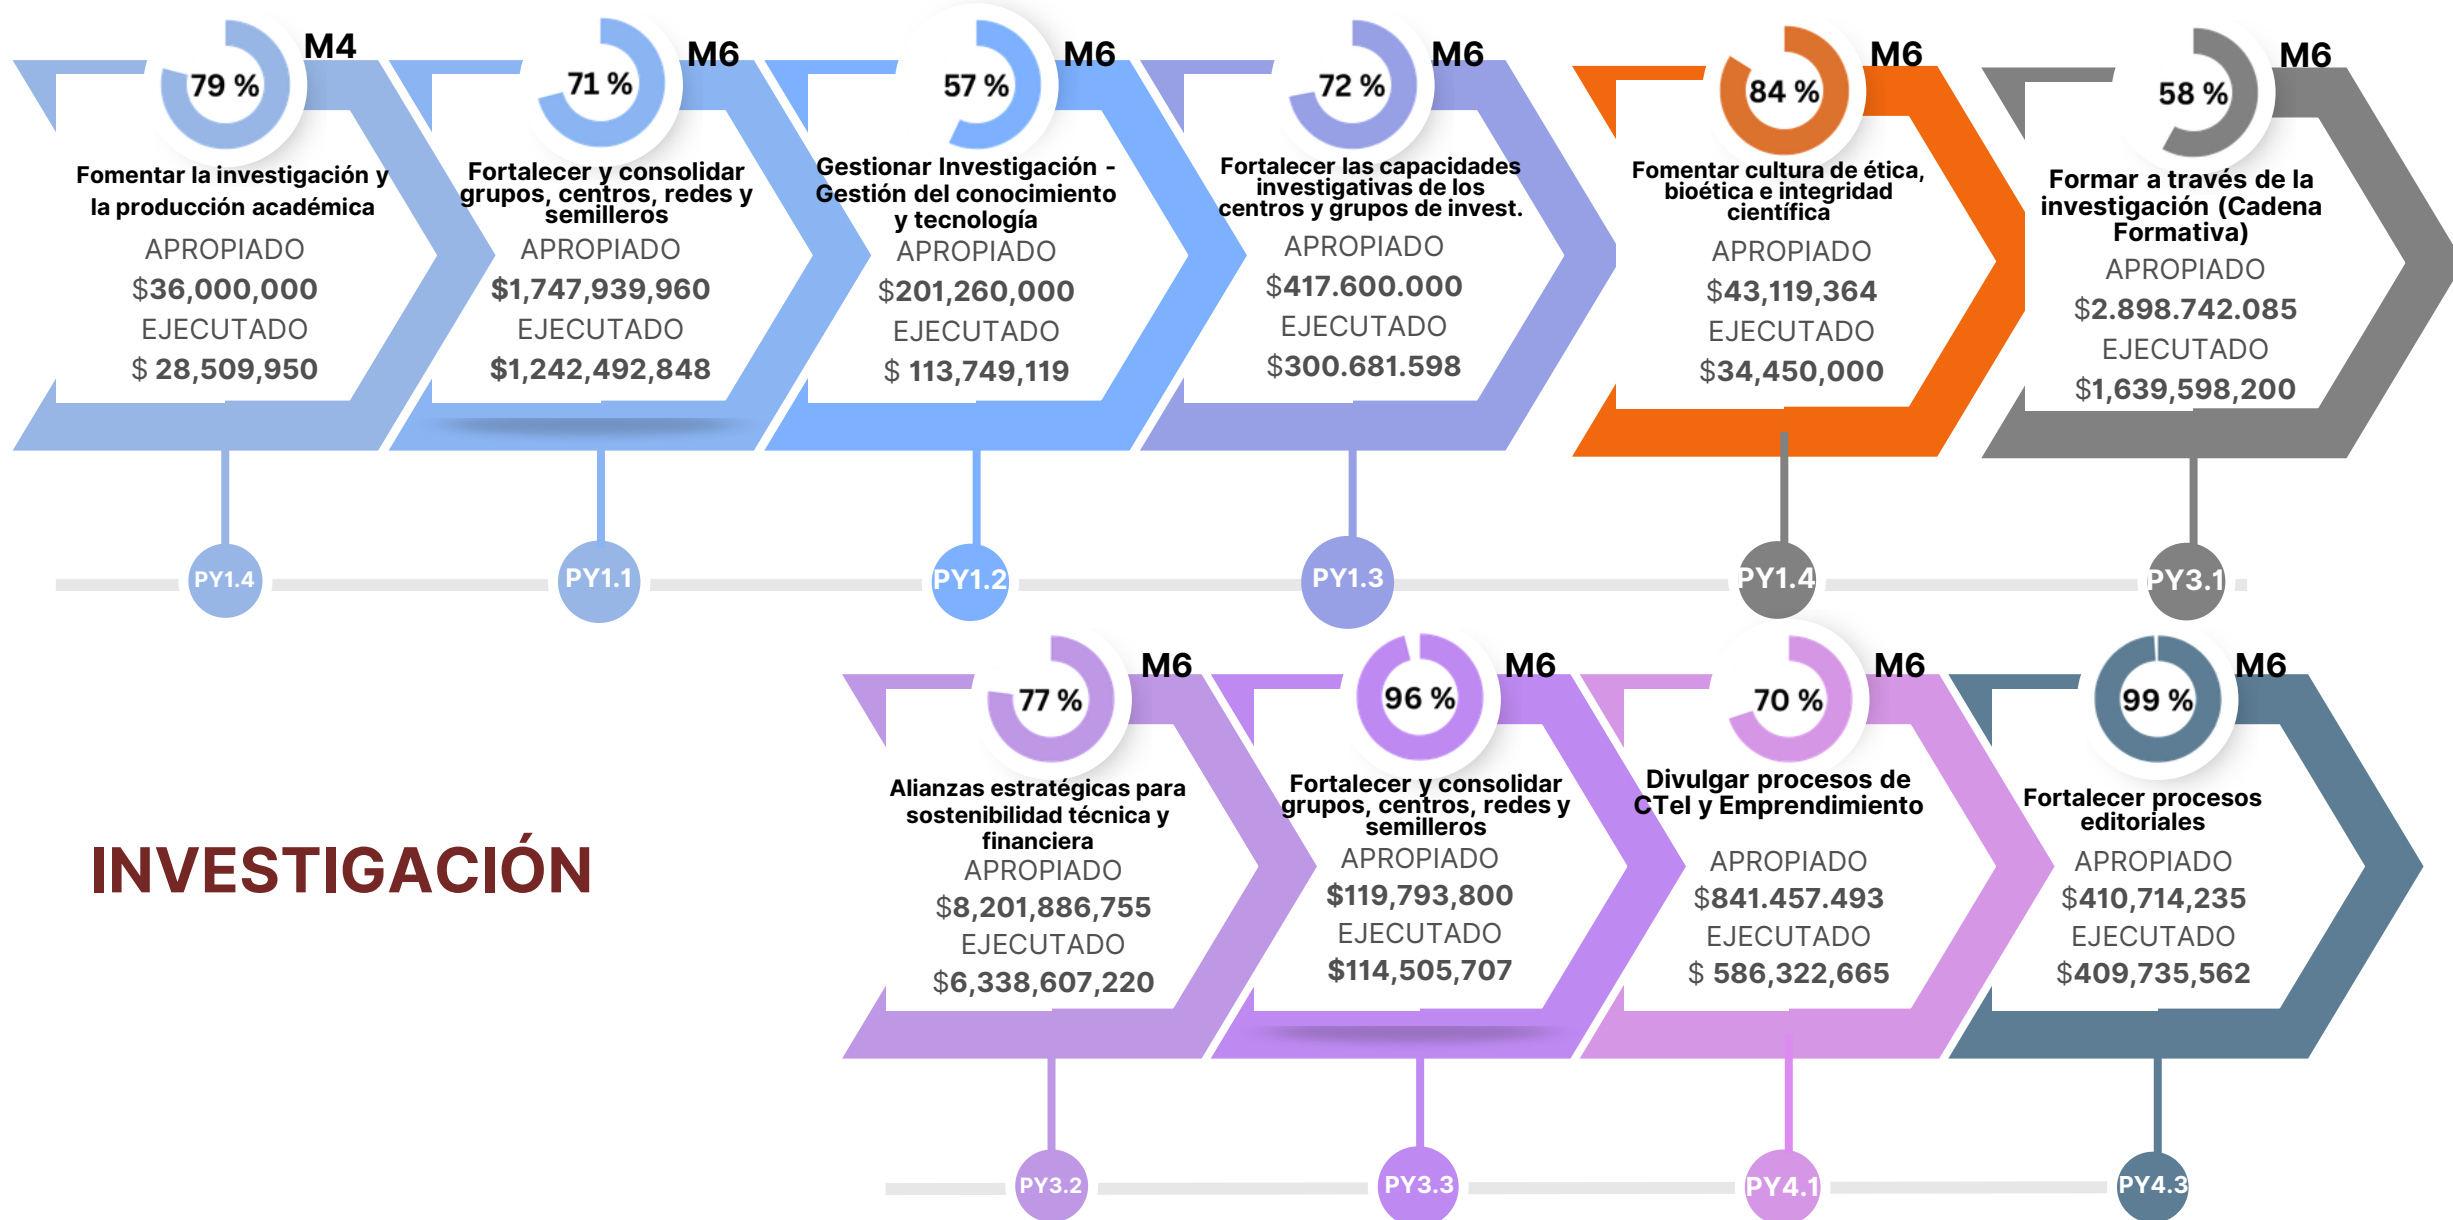 79 %
M4
Fomentar la investigación y
la producción académica
APROPIADO
$36,000,000
EJECUTADO
$ 28,509,950
PY1.4
71 %
M6
Fortalecer y consolidar
grupos, centros, redes y
semilleros
APROPIADO
$1,747,939,960
EJECUTADO
$1,242,492,848
PY1.1
57 %
M6
Gestionar Investigación -
Gestión del conocimiento
y tecnología
APROPIADO
$201,260,000
EJECUTADO
$ 113,749,119
PY1.2
72 %
M6
Fortalecer las capacidades
investigativas de los
centros y grupos de invest.
APROPIADO
$417.600.000
EJECUTADO
$300.681.598
PY1.3
84 %
M6
Fomentar cultura de ética,
bioética e integridad
científica
APROPIADO
$43,119,364
EJECUTADO
$34,450,000
PY1.4
58 %
M6
Formar a través de la
investigación (Cadena
Formativa)
APROPIADO
$2.898.742.085
EJECUTADO
$1,639,598,200
PY3.1
INVESTIGACIÓN
77 %
M6
Alianzas estratégicas para
sostenibilidad técnica y
financiera
APROPIADO
$8,201,886,755
EJECUTADO
$6,338,607,220
PY3.2
96 %
M6
Fortalecer y consolidar
grupos, centros, redes y
semilleros
APROPIADO
$119,793,800
EJECUTADO
$114,505,707
PY3.3
70 %
M6
Divulgar procesos de
CTel y Emprendimiento
APROPIADO
$841.457.493
EJECUTADO
$ 586,322,665
PY4.1
99 %
M6
Fortalecer procesos
editoriales
APROPIADO
$410,714,235
EJECUTADO
$409,735,562
PY4.3